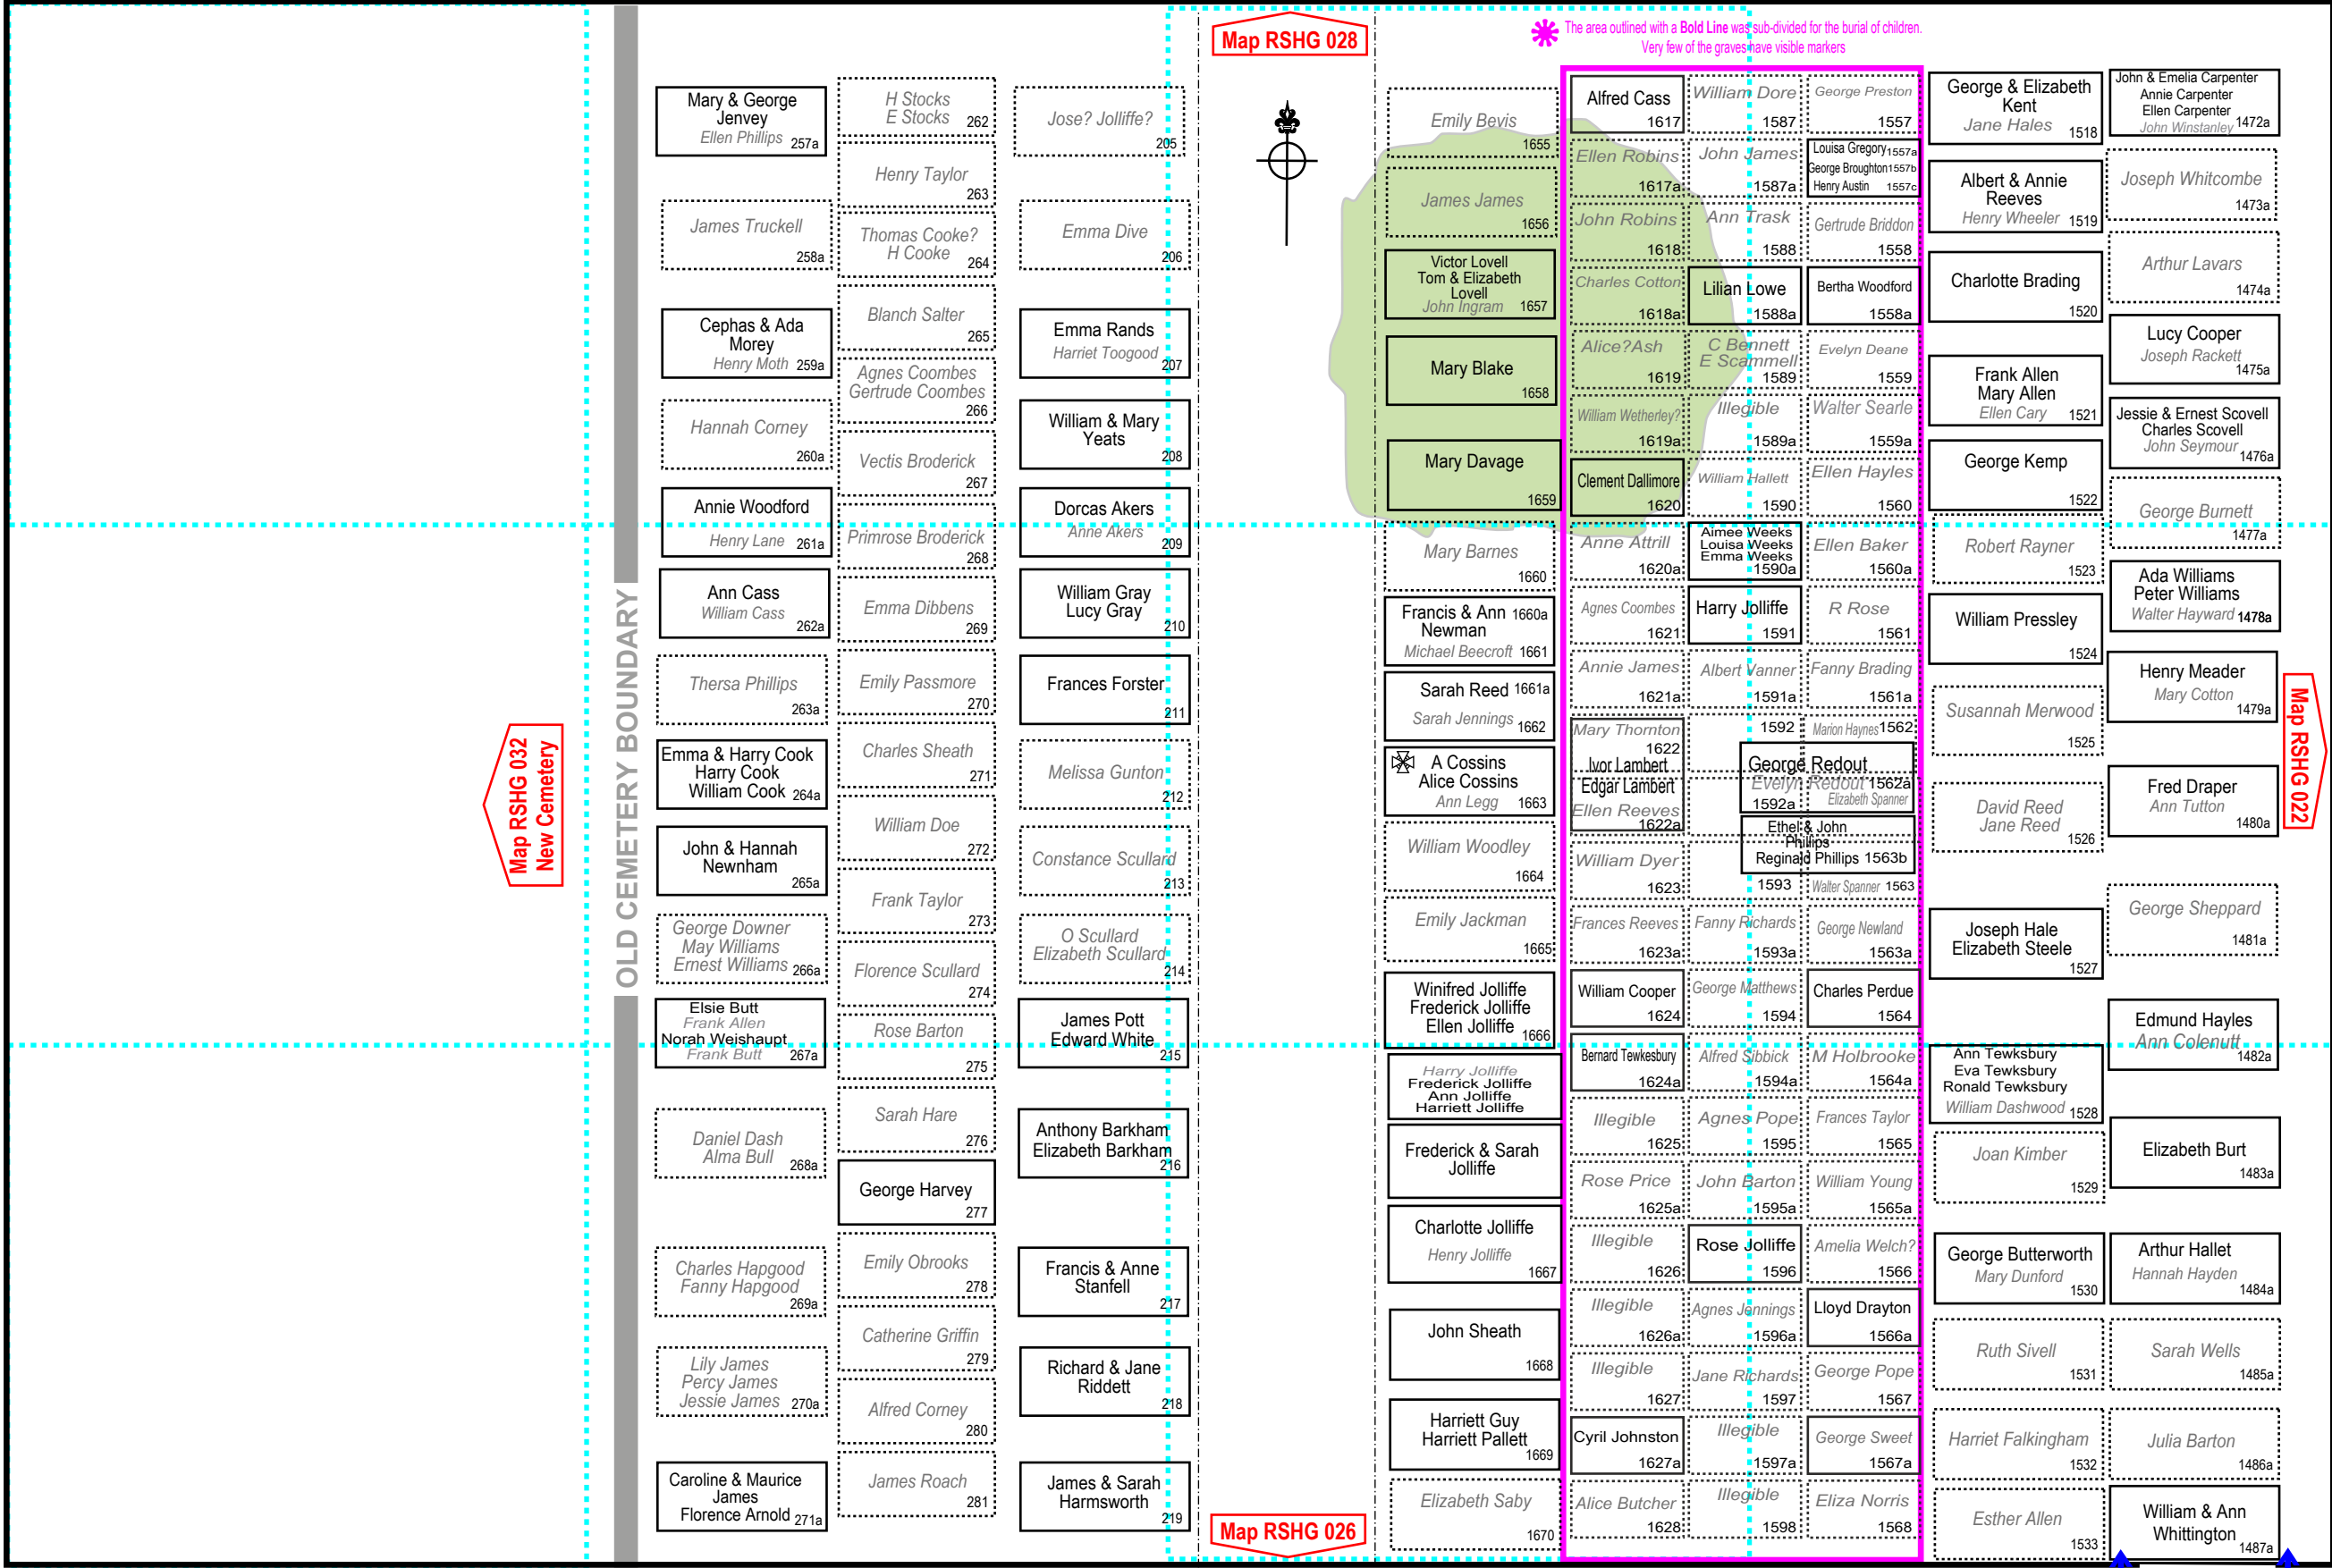 Map RSHG 028
The area outlined with a Bold Line was sub-divided for the burial of children.
Very few of the graves have visible markers
Map RSHG 032
New Cemetery
OLD CEMETERY BOUNDARY
Mary & George
Jenvey
Ellen Phillips 257a
James Truckell
258a
Cephas & Ada
Morey
Henry Moth 259a
Hannah Corney
260a
Annie Woodford
Henry Lane 261a
Ann Cass
William Cass
262a
Thersa Phillips
263a
Emma & Harry Cook
Harry Cook
William Cook 264a
John & Hannah
Newnham
265a
George Downer
May Williams
Ernest Williams 266a
Elsie Butt
Frank Allen
Norah Weishaupt
Frank Butt 267a
Daniel Dash
Alma Bull
268a
Charles Hapgood
Fanny Hapgood
269a
Lily James
Percy James
Jessie James 270a
Caroline & Maurice
James
Florence Arnold 271a
H Stocks
E Stocks 262
Henry Taylor
263
Thomas Cooke?
H Cooke 264
Blanch Salter
265
Agnes Coombes
Gertrude Coombes
266
Vectis Broderick
267
Primrose Broderick
268
Emma Dibbens
269
Emily Passmore
270
Charles Sheath
271
William Doe
272
Frank Taylor
273
Florence Scullard
274
Rose Barton
275
Sarah Hare
276
George Harvey
277
Emily Obrooks
278
Catherine Griffin
279
Alfred Corney
280
James Roach
281
Jose? Jolliffe?
205
Emma Dive
206
Emma Rands
Harriet Toogood
207
William & Mary
Yeats
208
Dorcas Akers
Anne Akers
209
William Gray
Lucy Gray
210
Frances Forster
211
Melissa Gunton
212
Constance Scullard
213
O Scullard
Elizabeth Scullard
214
James Pott
Edward White
215
Anthony Barkham
Elizabeth Barkham
216
Francis & Anne
Stanfell
217
Richard & Jane
Riddett
218
James & Sarah
Harmsworth
219
Map RSHG 026
Emily Bevis
1655
James James
1656
Victor Lovell
Tom & Elizabeth
Lovell
John Ingram 1657
Mary Blake
1658
Mary Davage
1659
Mary Barnes
1660
Francis & Ann 1660a
Newman
Michael Beecroft 1661
Sarah Reed 1661a
Sarah Jennings 1662
A Cossins
Alice Cossins
Ann Legg 1663
William Woodley
1664
Emily Jackman
1665
Winifred Jolliffe
Frederick Jolliffe
Ellen Jolliffe 1666
Harry Jolliffe
Frederick Jolliffe
Ann Jolliffe
Harriett Jolliffe
Frederick & Sarah
Jolliffe
Charlotte Jolliffe
Henry Jolliffe
1667
John Sheath
1668
Harriett Guy
Harriett Pallett
1669
Elizabeth Saby
1670
Alfred Cass
1617
Ellen Robins
1617a
John Robins
1618
Charles Cotton
1618a
Alice?Ash
1619
William Wetherley?
1619a
Clement Dallimore
1620
Anne Attrill
1620a
Agnes Coombes
1621
Annie James
1621a
Mary Thornton
1622
Ivor Lambert
Edgar Lambert
Ellen Reeves
1622a
William Dyer
1623
Frances Reeves
1623a
William Cooper
1624
Bernard Tewkesbury
1624a
Illegible
1625
Rose Price
1625a
Illegible
1626
Illegible
1626a
Illegible
1627
Cyril Johnston
1627a
Alice Butcher
1628
William Dore
1587
John James
1587a
Ann Trask
1588
Lilian Lowe
1588a
C Bennett
E Scammell
1589
Illegible
1589a
William Hallett
1590
Aimee Weeks
Louisa Weeks
Emma Weeks
1590a
Harry Jolliffe
1591
Albert Vanner
1591a
1592
George Redout
Evelyn Redout 1562a
1592a Elizabeth Spanner
Ethel & John
Phillips
Reginald Phillips 1563b
1593
Fanny Richards
1593a
George Matthews
1594
Alfred Sibbick
1594a
Agnes Pope
1595
John Barton
1595a
Rose Jolliffe
1596
Agnes Jennings
1596a
Jane Richards
1597
Illegible
1597a
Illegible
1598
George Preston
1557
Louisa Gregory 1557a
George Broughton 1557b
Henry Austin 1557c
Gertrude Briddon
1558
Bertha Woodford
1558a
Evelyn Deane
1559
Walter Searle
1559a
Ellen Hayles
1560
Ellen Baker
1560a
R Rose
1561
Fanny Brading
1561a
Marion Haynes 1562
Walter Spanner 1563
George Newland
1563a
Charles Perdue
1564
M Holbrooke
1564a
Frances Taylor
1565
William Young
1565a
Amelia Welch?
1566
Lloyd Drayton
1566a
George Pope
1567
George Sweet
1567a
Eliza Norris
1568
George & Elizabeth
Kent
Jane Hales 1518
Albert & Annie
Reeves
Henry Wheeler 1519
Charlotte Brading
1520
Frank Allen
Mary Allen
Ellen Cary 1521
George Kemp
1522
Robert Rayner
1523
William Pressley
1524
Susannah Merwood
1525
David Reed
Jane Reed
1526
Joseph Hale
Elizabeth Steele
1527
Ann Tewksbury
Eva Tewksbury
Ronald Tewksbury
William Dashwood 1528
Joan Kimber
1529
George Butterworth
Mary Dunford
1530
Ruth Sivell
1531
Harriet Falkingham
1532
Esther Allen
1533
John & Emelia Carpenter
Annie Carpenter
Ellen Carpenter
John Winstanley 1472a
Joseph Whitcombe
1473a
Arthur Lavars
1474a
Lucy Cooper
Joseph Rackett
1475a
Jessie & Ernest Scovell
Charles Scovell
John Seymour
1476a
George Burnett
1477a
Ada Williams
Peter Williams
Walter Hayward 1478a
Henry Meader
Mary Cotton
1479a
Fred Draper
Ann Tutton
1480a
George Sheppard
1481a
Edmund Hayles
Ann Colenutt
1482a
Elizabeth Burt
1483a
Arthur Hallet
Hannah Hayden
1484a
Sarah Wells
1485a
Julia Barton
1486a
William & Ann
Whittington
1487a
Map RSHG 022